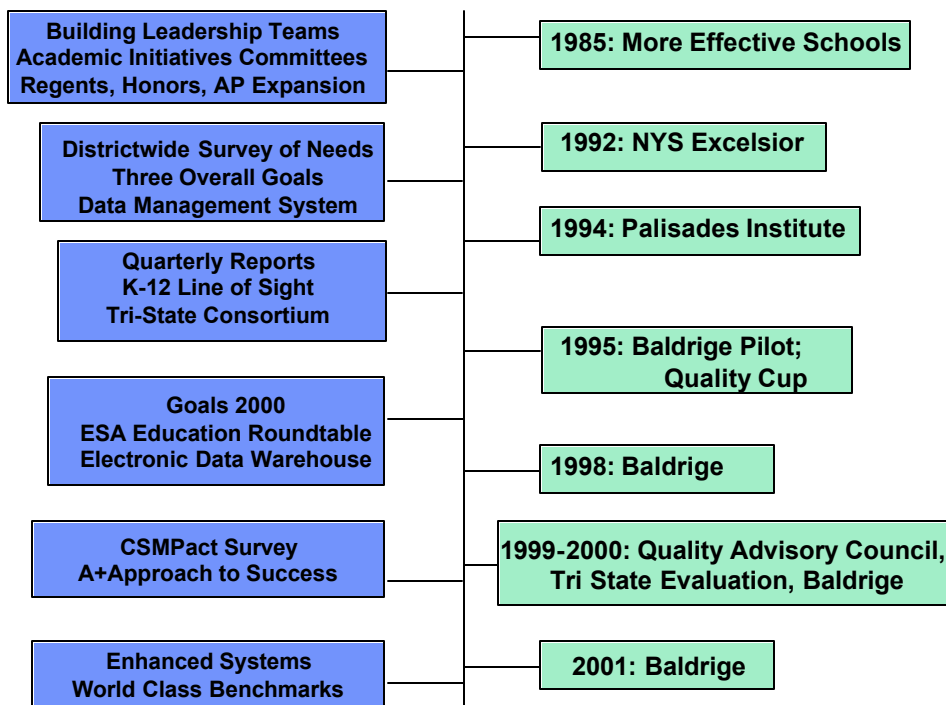 Building Leadership Teams
Academic Initiatives Committees
Regents, Honors, AP Expansion
1985: More Effective Schools
Districtwide Survey of Needs
Three Overall Goals
Data Management System
1992: NYS Excelsior
1994: Palisades Institute
Quarterly Reports
K-12 Line of Sight
Tri-State Consortium
1995: Baldrige Pilot;
Quality Cup
Goals 2000
ESA Education Roundtable
Electronic Data Warehouse
1998: Baldrige
CSMPact Survey
A+Approach to Success
1999-2000: Quality Advisory Council,
Tri State Evaluation, Baldrige
Enhanced Systems
World Class Benchmarks
2001: Baldrige